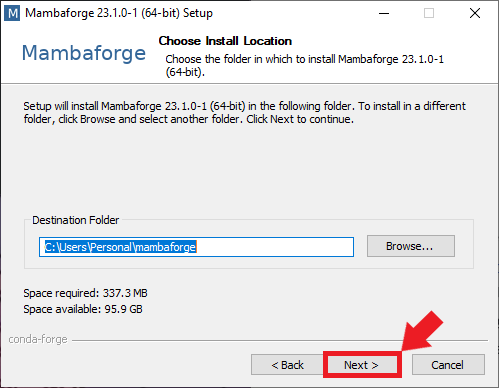 M Mambaforge 23.1.0-1 (64-bit) Setup
M Mambaforge
Choose Install Location
Choose the folder in which to install Mambaforge 23.1.0-1
(64-bit).
Setup will install Mambaforge 23.1.0-1 (64-bit) in the following folder. To install in a different
folder, click Browse and select another folder. Click Next to continue.
Destination Folder
C:\Users\Personal\mambaforge
Browse...
Space required: 337.3 MB
Space available: 95.9 GB
conda-forge
< Back
Next >
Cancel